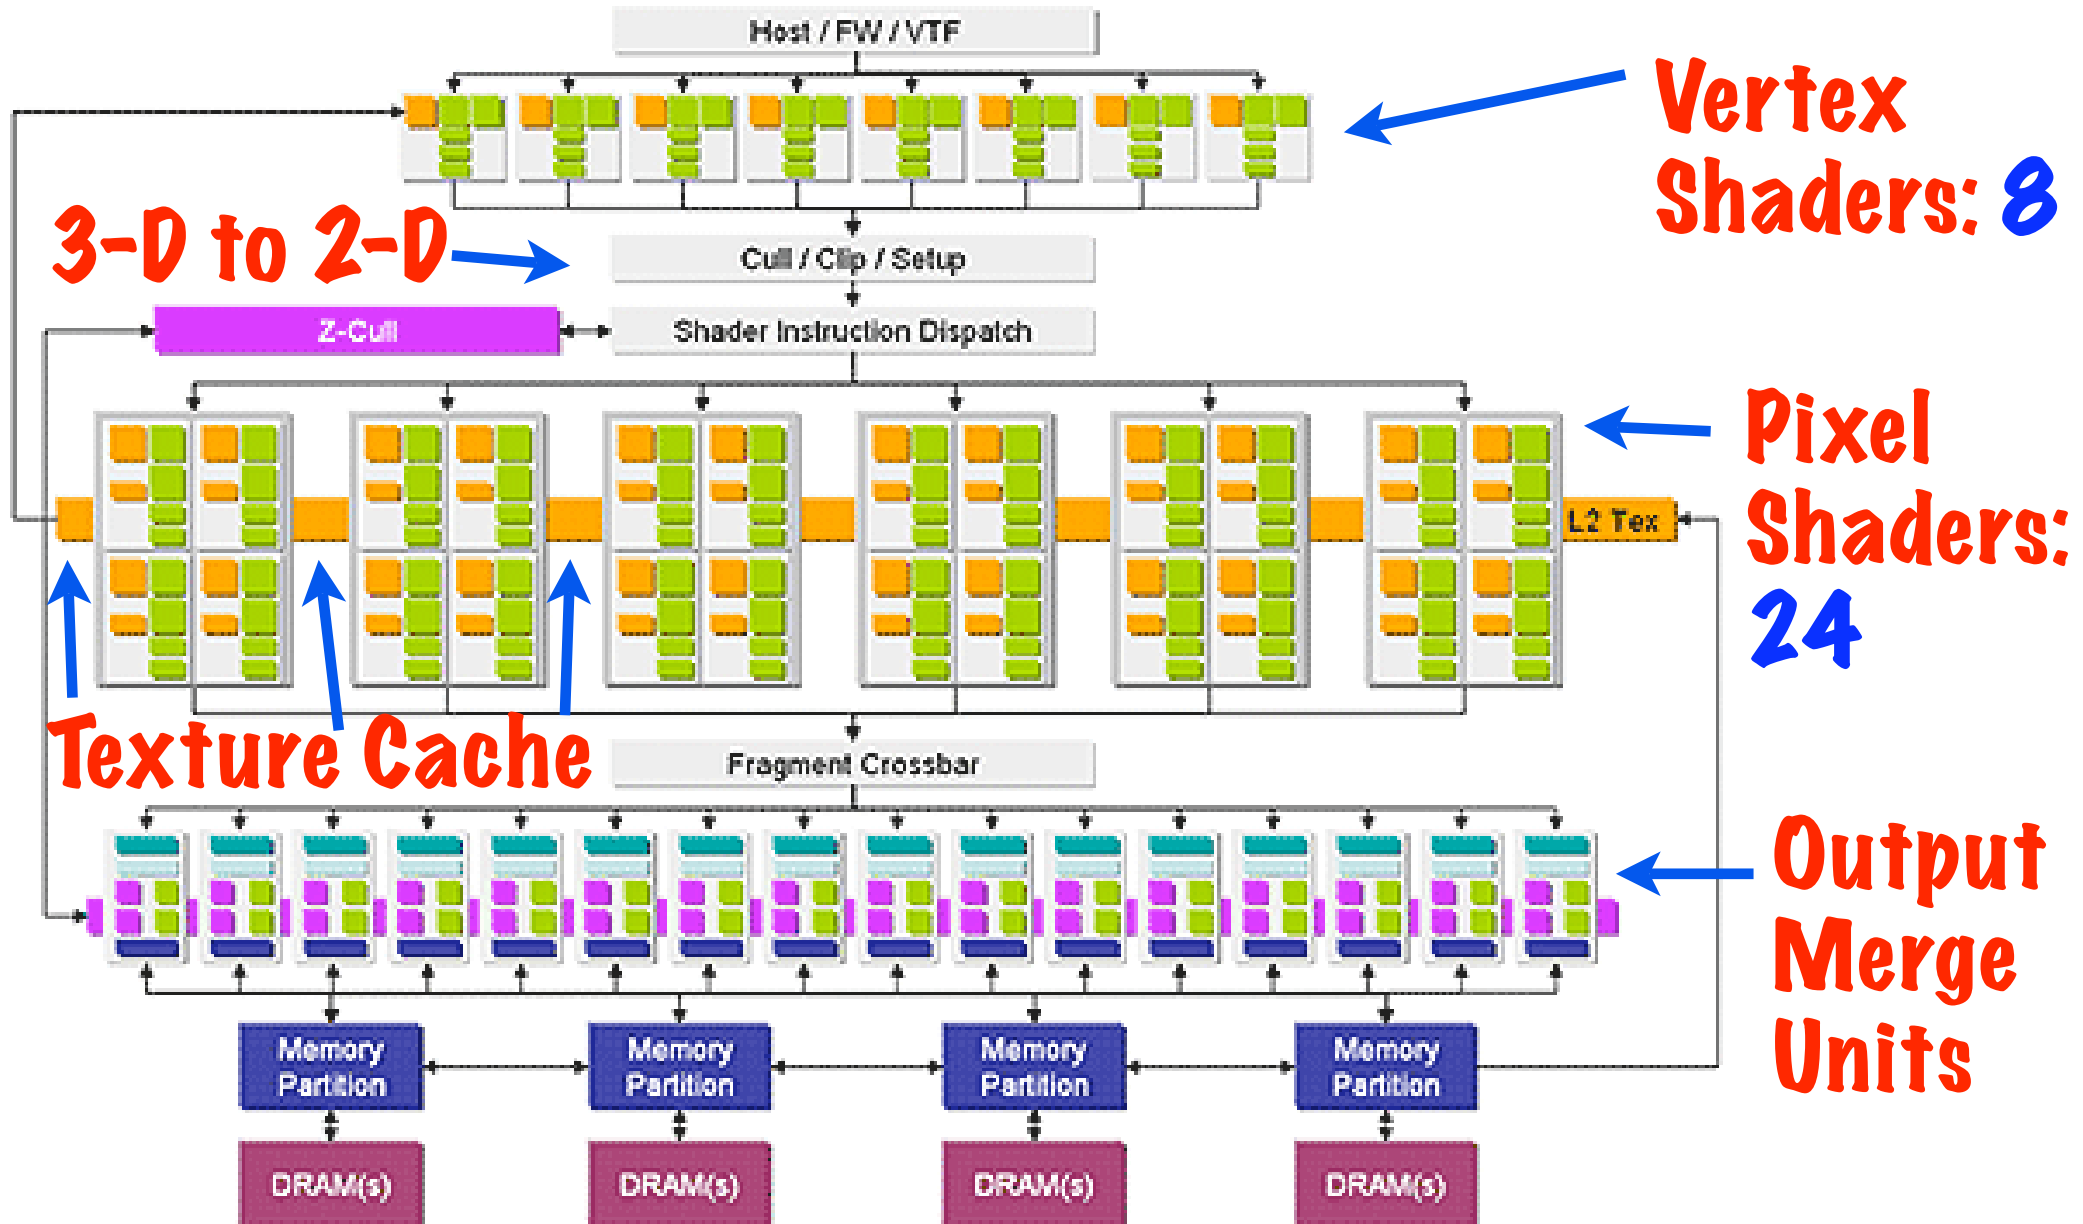 Host / FW / VTF
Vertex
Shaders: 8
3-D to 2-D
Cull / Clip / Setup
Z-Cull
Shader Instruction Dispatch
Pixel
Shaders:
24
L2 Tex
Texture Cache
Fragment Crossbar
Output
Merge
Units
Memory
Partition
Memory
Partition
Memory
Partition
Memory
Partition
DRAM(s)
DRAM(s)
DRAM(s)
DRAM(s)